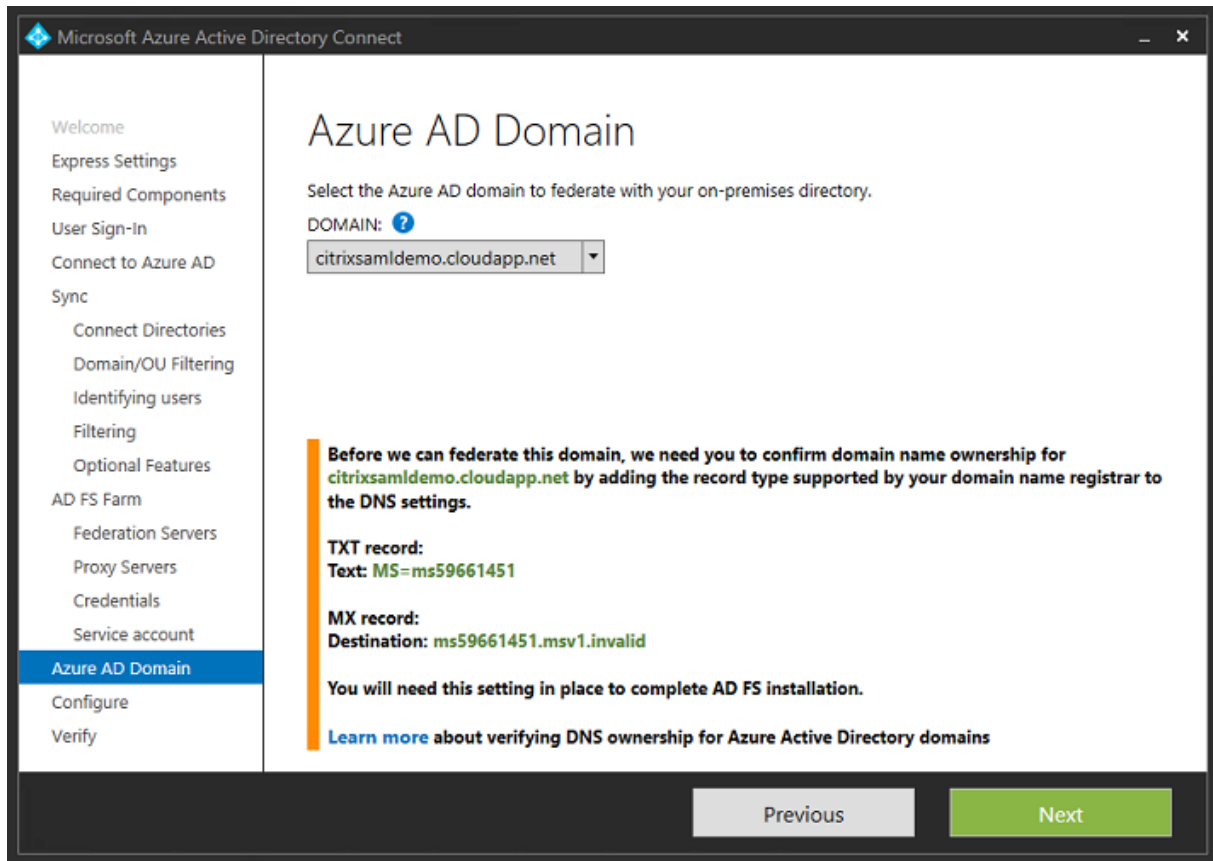 Microsoft Azure Active Directory Connect
Welcome
Express Settings
Required Components
User Sign-In
Connect to Azure AD
Sync
Connect Directories
Domain/OU Filtering
Identifying users
Filtering
Optional Features
AD FS Farm
Federation Servers
Proxy Servers
Credentials
Service account
Azure AD Domain
Configure
Verify
Azure AD Domain
Select the Azure AD domain to federate with your on-premises directory.
DOMAIN: ?
citrixsamldemo.cloudapp.net
Before we can federate this domain, we need you to confirm domain name ownership for
citrixsamldemo.cloudapp.net by adding the record type supported by your domain name registrar to
the DNS settings.
TXT record:
Text: MS=ms59661451
MX record:
Destination: ms59661451.msv1.invalid
You will need this setting in place to complete AD FS installation.
Learn more about verifying DNS ownership for Azure Active Directory domains
Previous
Next